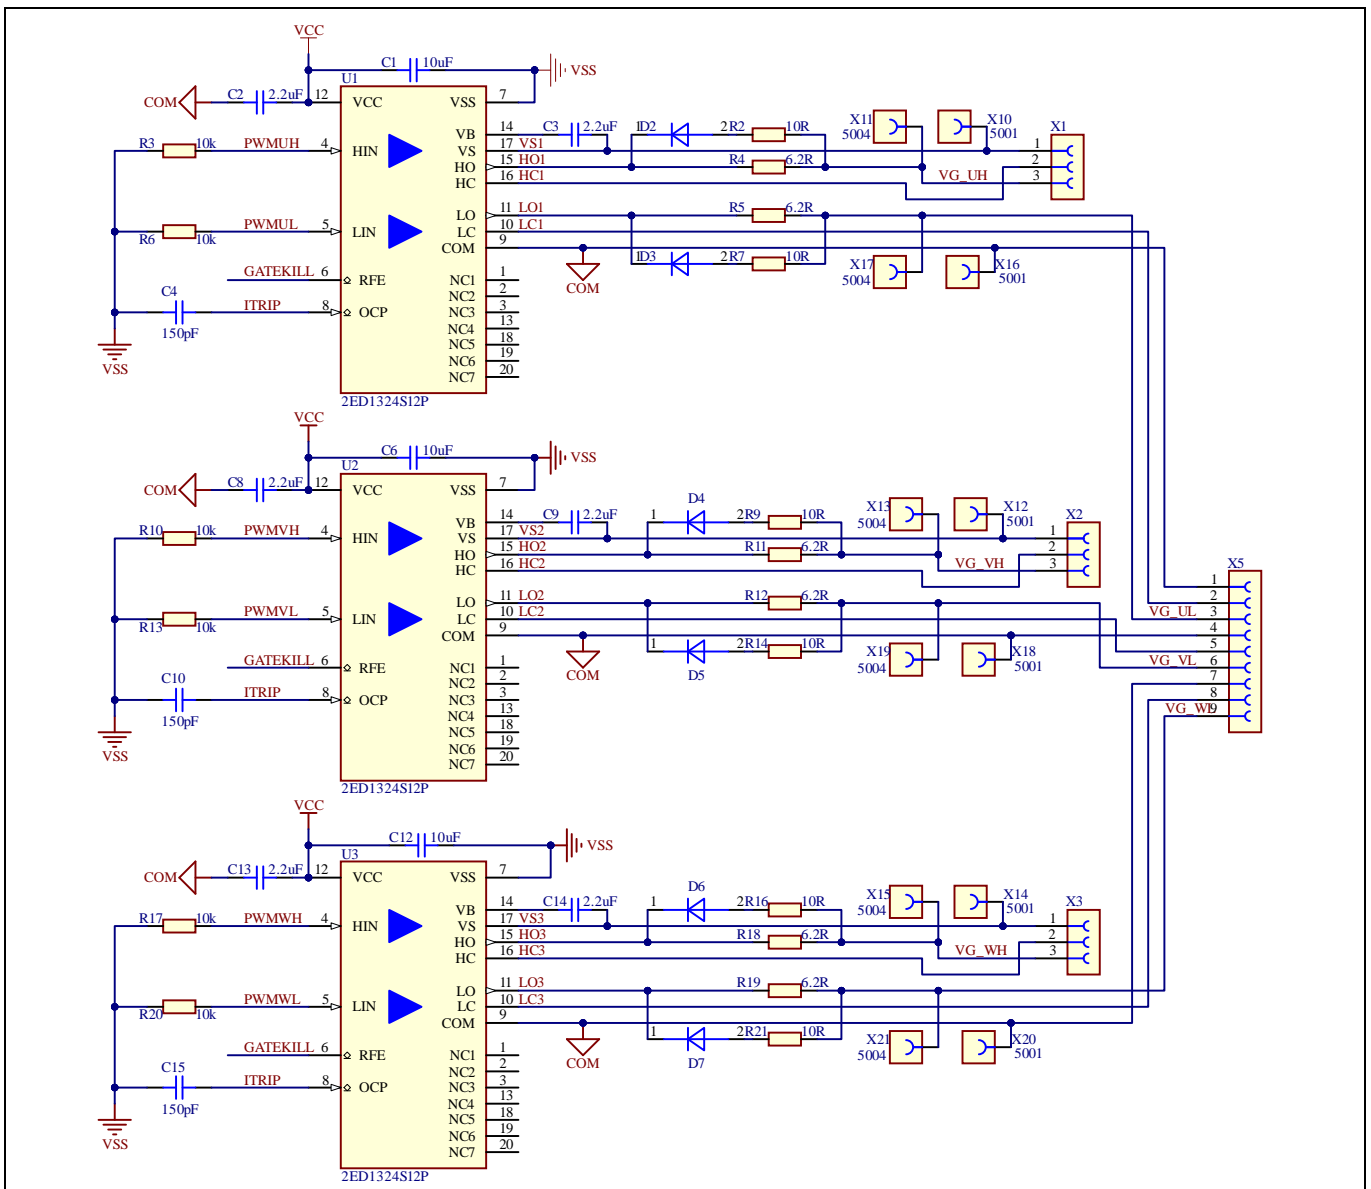 VCC
C1 10uF VSS
U1
COM C2 2.2uF 12 VCC VSS 7
R3 10k PWMUH 4 HIN
VB 14 C3 2.2uF 1 D2 2 R2 10R X11 5004 X10 5001 X1
VS 17 VS1 1
HO 15 HO1 R4 6.2R 2
HC 16 HC1 VG_UH 3
LO 11 LO1 R5 6.2R
R6 10k PWMUL 5 LIN LC 10 LC1
COM 9
COM 1 D3 2 R7 10R X17 5004 X16 5001
GATEKILL 6 RFE NC1 1
NC2 2
C4 150pF ITRIP 8 OCP NC3 3
NC4 13
NC5 18
NC6 19
NC7 20
VSS
2ED1324S12P
VCC
C6 10uF VSS
U2
COM C8 2.2uF 12 VCC VSS 7
R10 10k PWMVH 4 HIN
VB 14 C9 2.2uF 1 D4 2 R9 10R X13 5004 X12 5001 X2
VS 17 VS2 1
HO 15 HO2 R11 6.2R 2
HC 16 HC2 VG_VH 3
LO 11 LO2 R12 6.2R
R13 10k PWMVL 5 LIN LC 10 LC2
COM 9
COM 1 D5 2 R14 10R X19 5004 X18 5001
GATEKILL 6 RFE NC1 1
NC2 2
C10 150pF ITRIP 8 OCP NC3 3
NC4 13
NC5 18
NC6 19
NC7 20
VSS
2ED1324S12P
X5
1
2
VG_UL 3
4
5
VG_VL 6
7
8
VG_WL 9
VCC
C12 10uF VSS
U3
COM C13 2.2uF 12 VCC VSS 7
R17 10k PWMWH 4 HIN
VB 14 C14 2.2uF 1 D6 2 R16 10R X15 5004 X14 5001 X3
VS 17 VS3 1
HO 15 HO3 R18 6.2R 2
HC 16 HC3 VG_WH 3
LO 11 LO3 R19 6.2R
R20 10k PWMWL 5 LIN LC 10 LC3
COM 9
COM 1 D7 2 R21 10R X21 5004 X20 5001
GATEKILL 6 RFE NC1 1
NC2 2
C15 150pF ITRIP 8 OCP NC3 3
NC4 13
NC5 18
NC6 19
NC7 20
VSS
2ED1324S12P